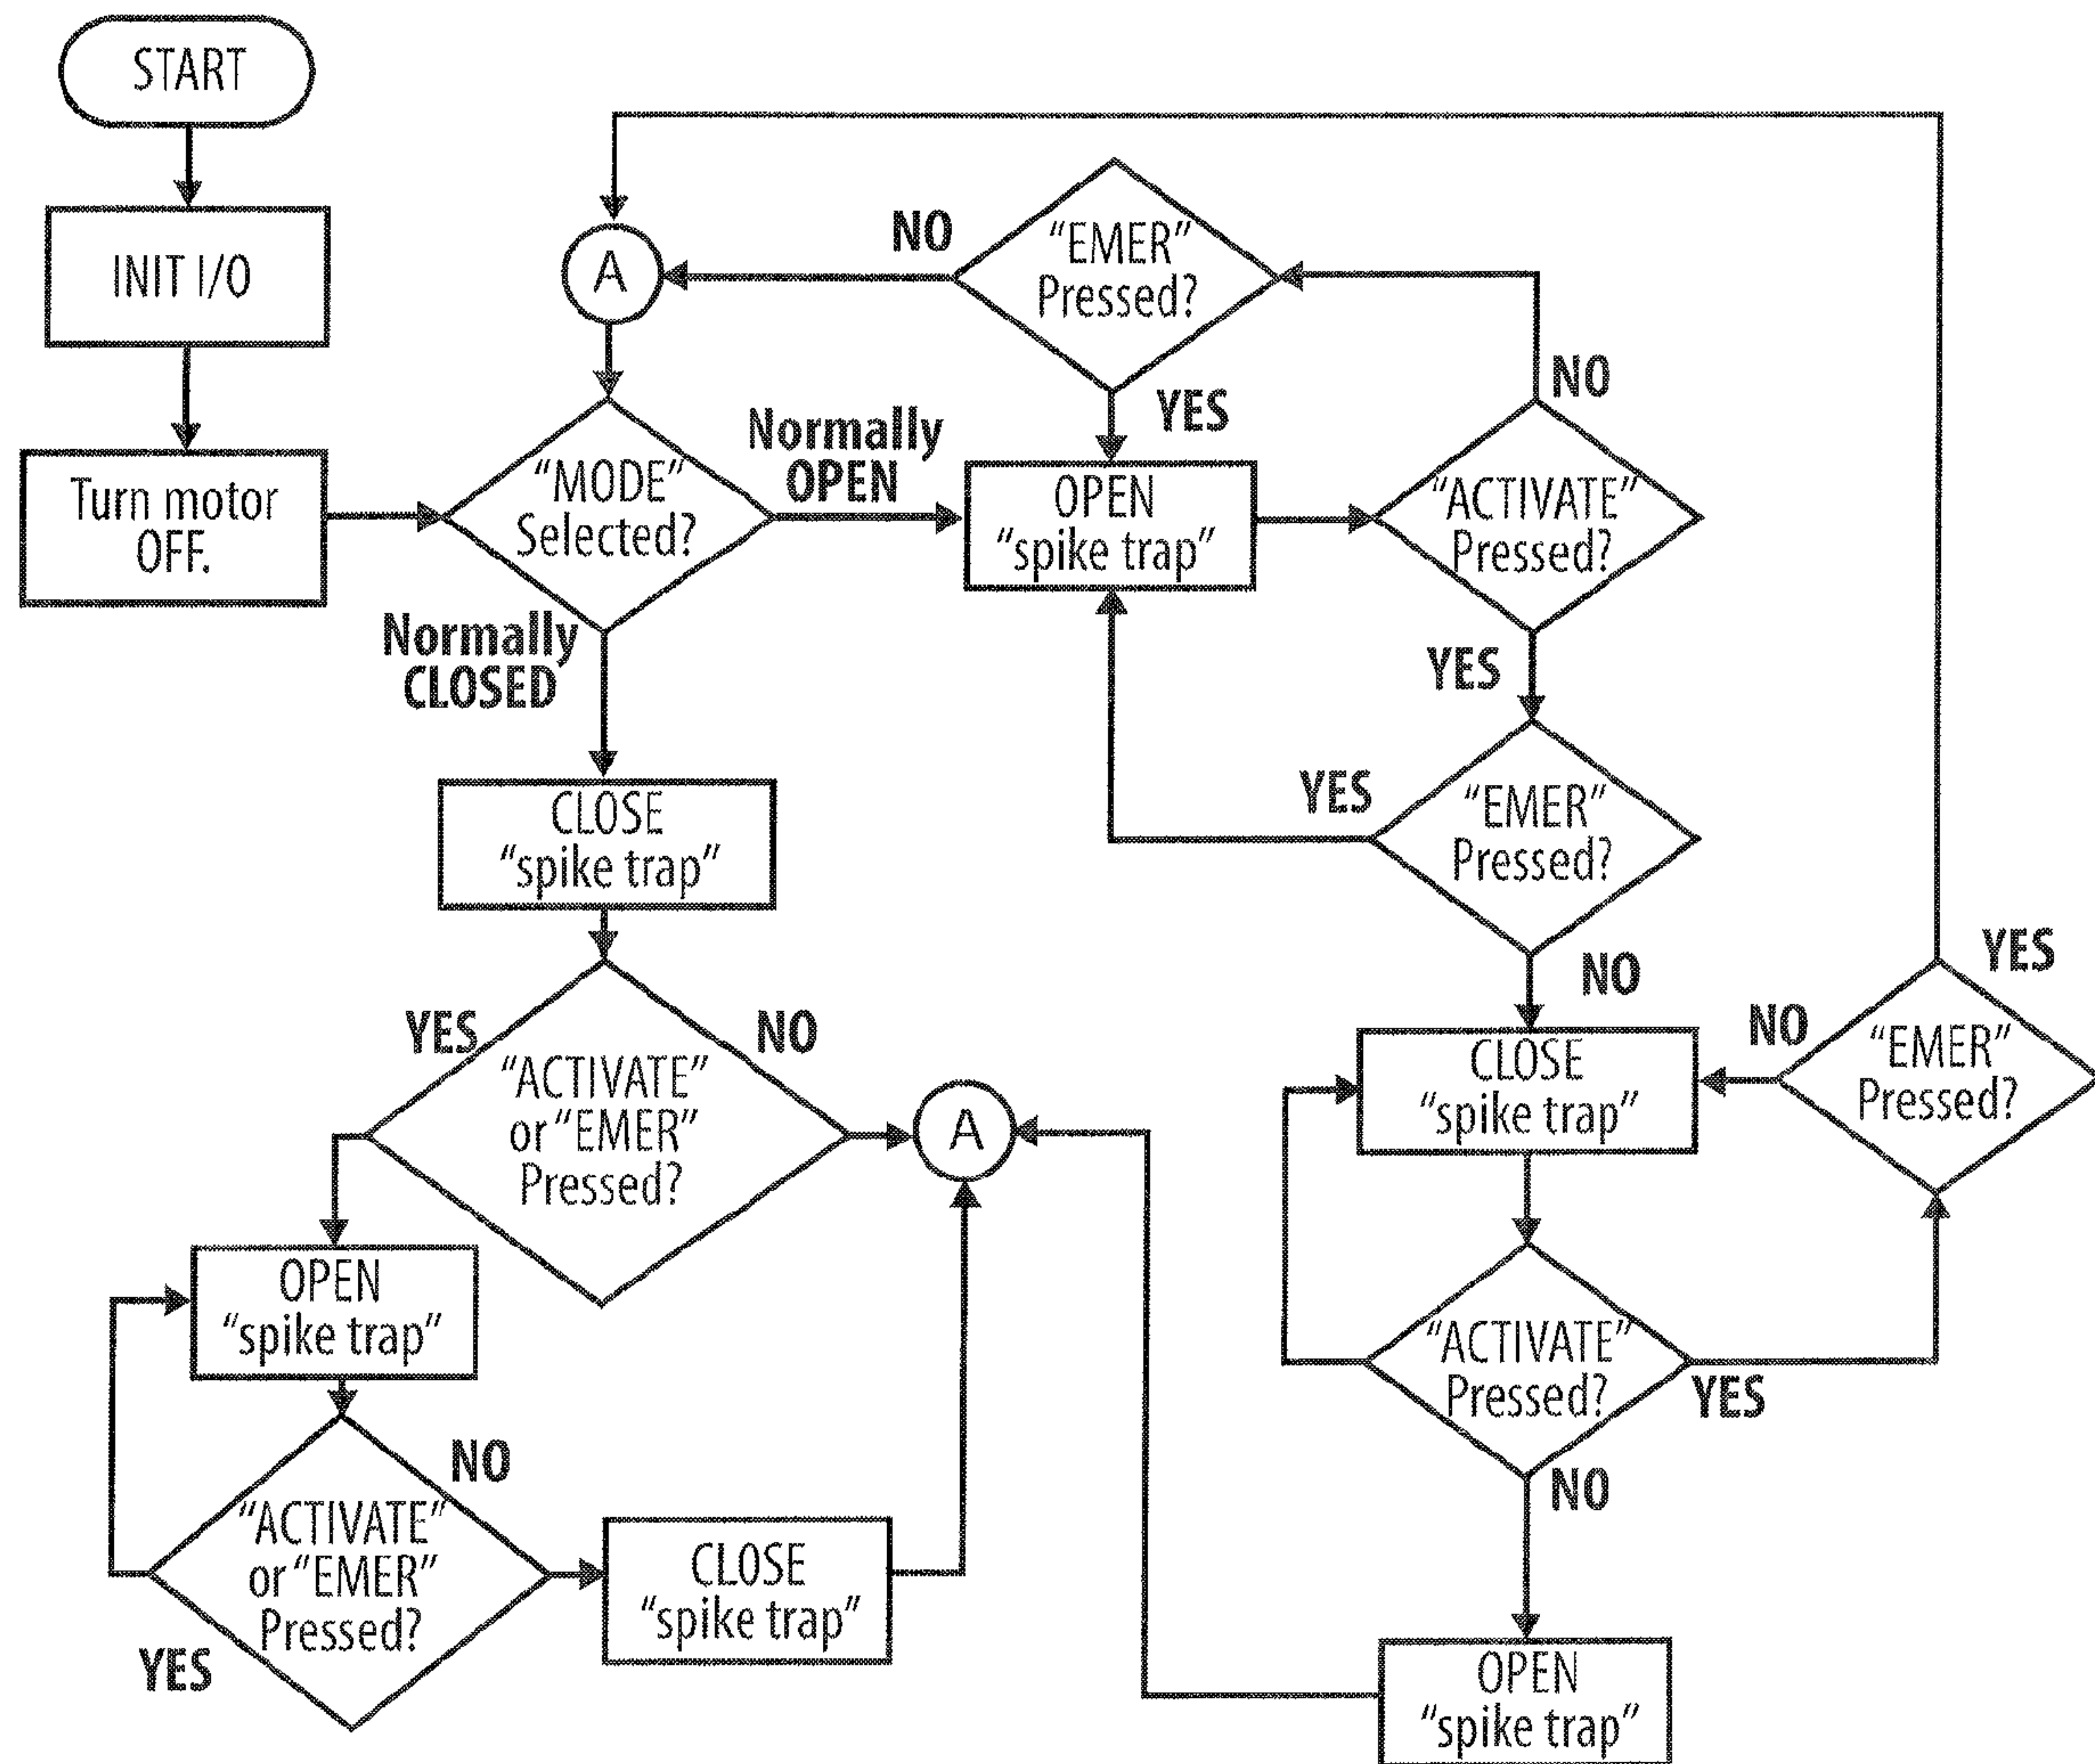 START
INIT I/O
Turn motor
OFF.
A
"MODE"
Selected?
Normally
OPEN
Normally
CLOSED
"EMER"
Pressed?
NO
YES
OPEN
"spike trap"
"ACTIVATE"
Pressed?
NO
YES
"EMER"
Pressed?
YES
NO
CLOSE
"spike trap"
"EMER"
Pressed?
NO
YES
"ACTIVATE"
Pressed?
YES
NO
OPEN
"spike trap"
CLOSE
"spike trap"
YES
NO
"ACTIVATE"
or "EMER"
Pressed?
A
OPEN
"spike trap"
NO
"ACTIVATE"
or "EMER"
Pressed?
YES
CLOSE
"spike trap"